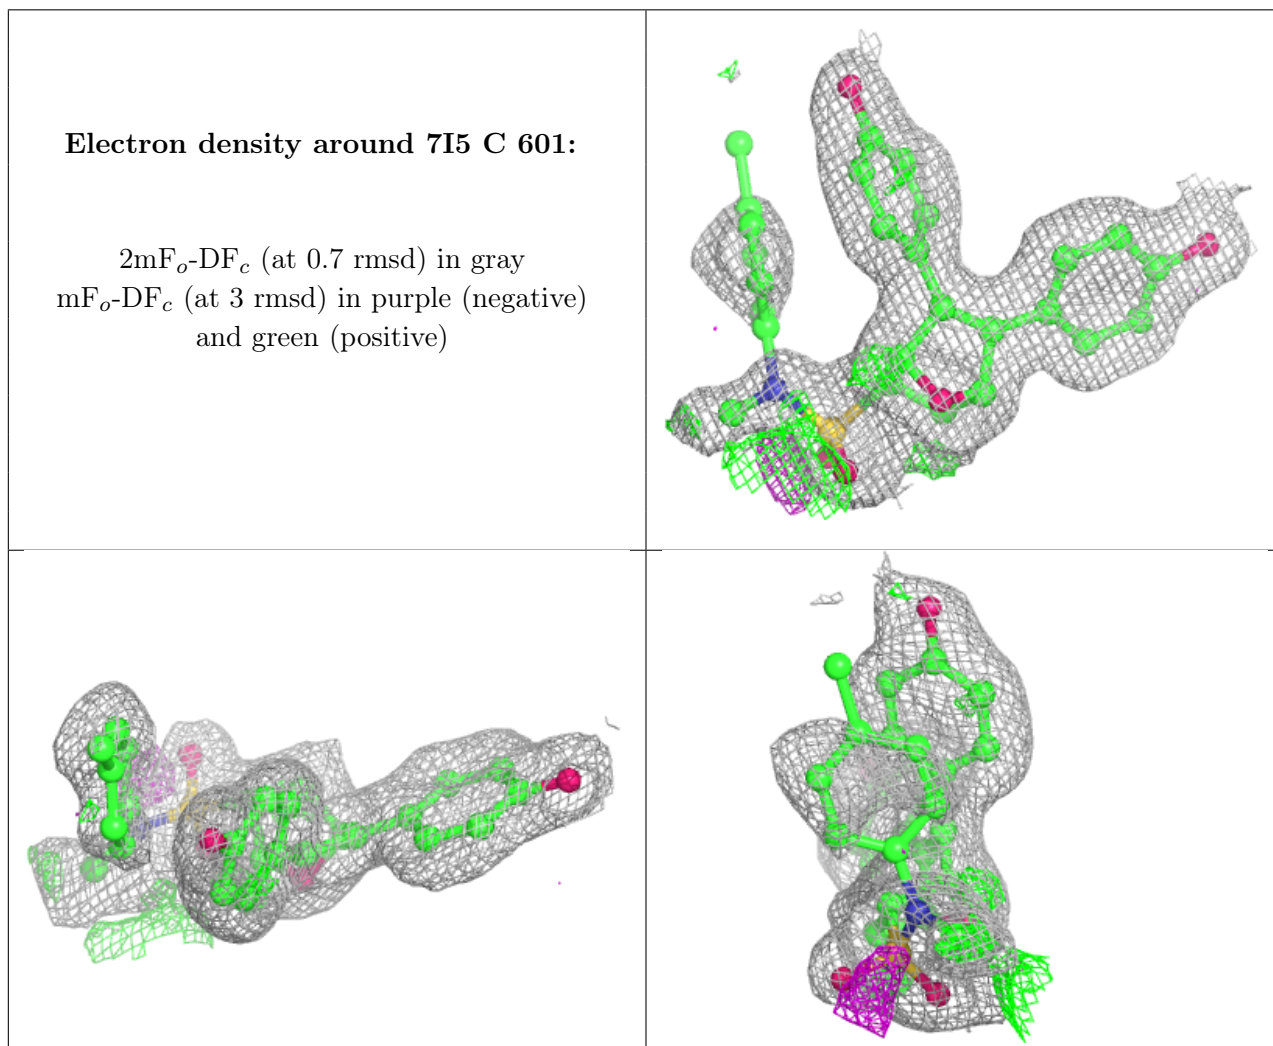 Electron density around 7I5 C 601:
2mFo-DFc (at 0.7 rmsd) in gray
mFo-DFc (at 3 rmsd) in purple (negative)
and green (positive)